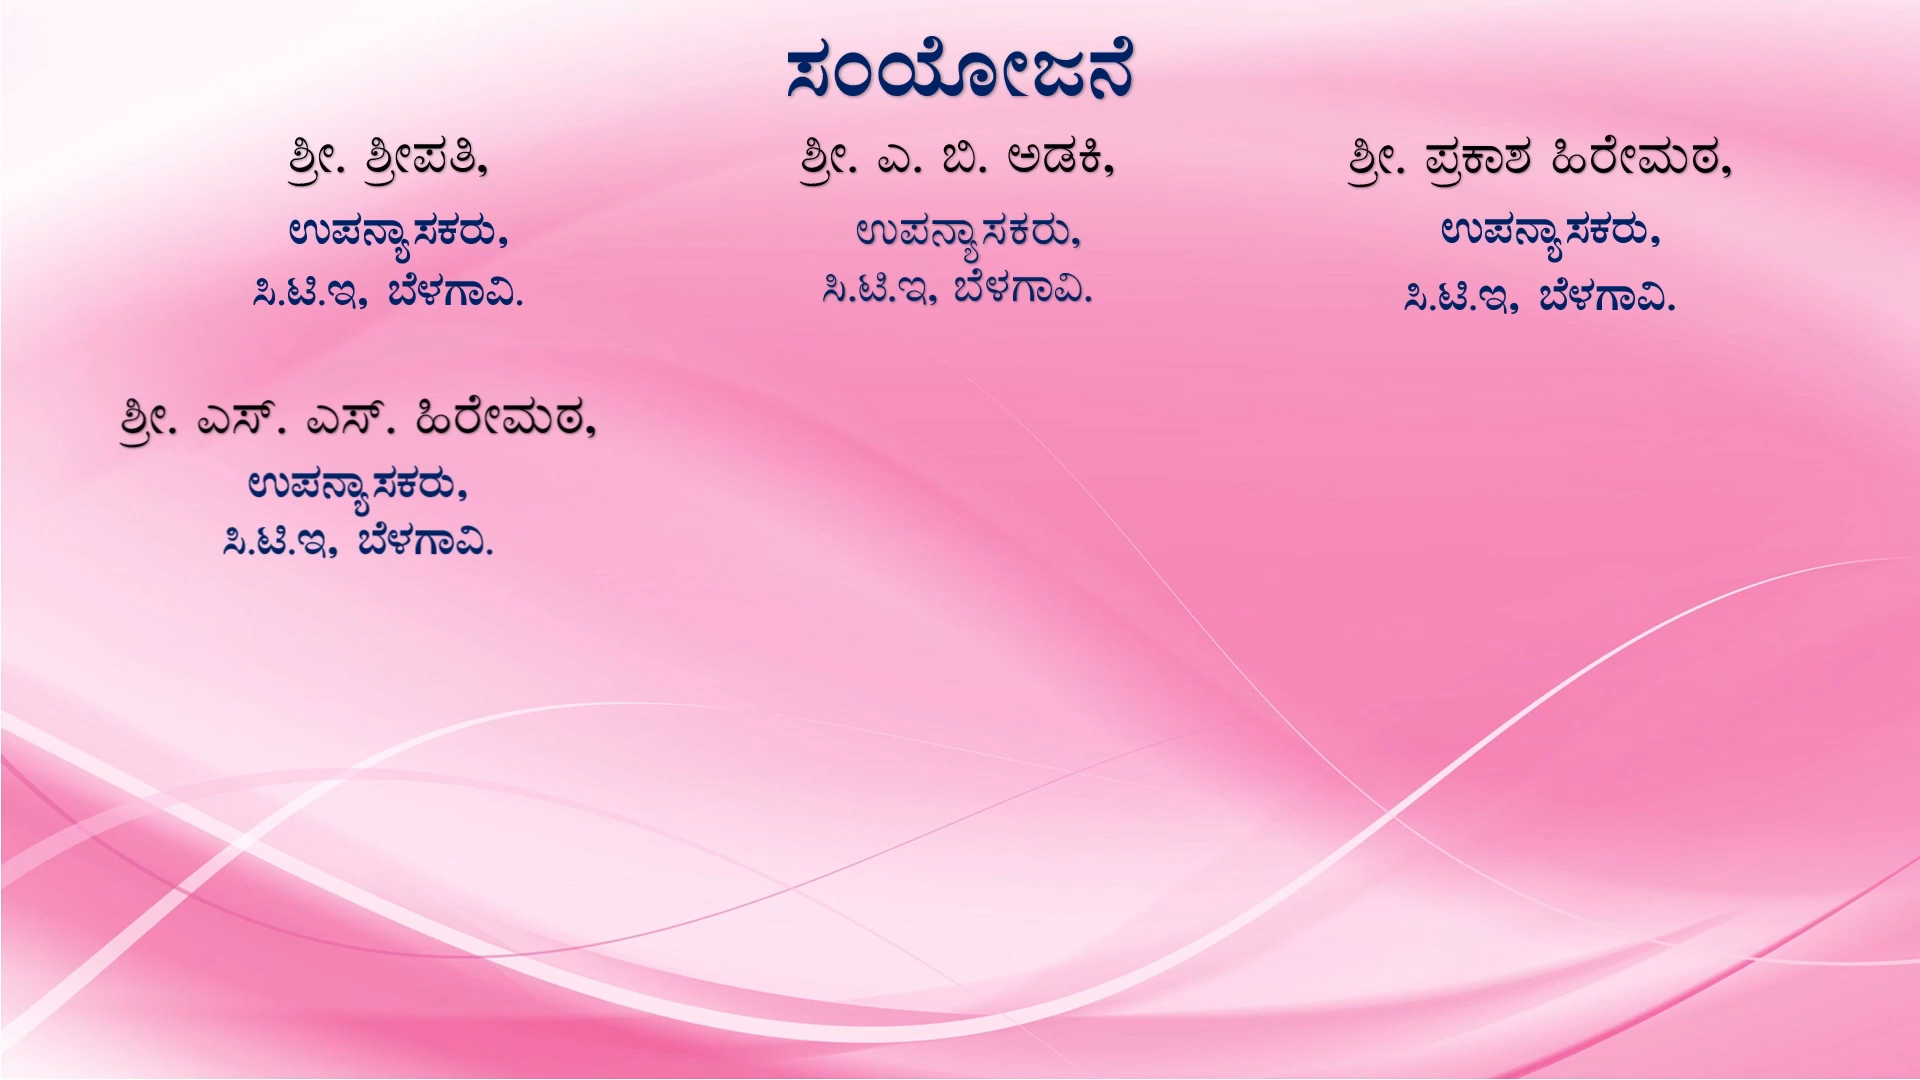 ಸಂಯೋಜನೆ
ಶ್ರೀ. ಶ್ರೀಪತಿ,
ಉಪನ್ಯಾಸಕರು,
ಸಿ.ಟಿ.ಇ, ಬೆಳಗಾವಿ.
ಶ್ರೀ. ಎ. ಬಿ. ಅಡಕಿ,
ಉಪನ್ಯಾಸಕರು,
ಸಿ.ಟಿ.ಇ, ಬೆಳಗಾವಿ.
ಶ್ರೀ. ಪ್ರಕಾಶ ಹಿರೇಮಠ,
ಉಪನ್ಯಾಸಕರು,
ಸಿ.ಟಿ.ಇ, ಬೆಳಗಾವಿ.
ಶ್ರೀ. ಎಸ್. ಎಸ್. ಹಿರೇಮಠ,
ಉಪನ್ಯಾಸಕರು,
ಸಿ.ಟಿ.ಇ, ಬೆಳಗಾವಿ.